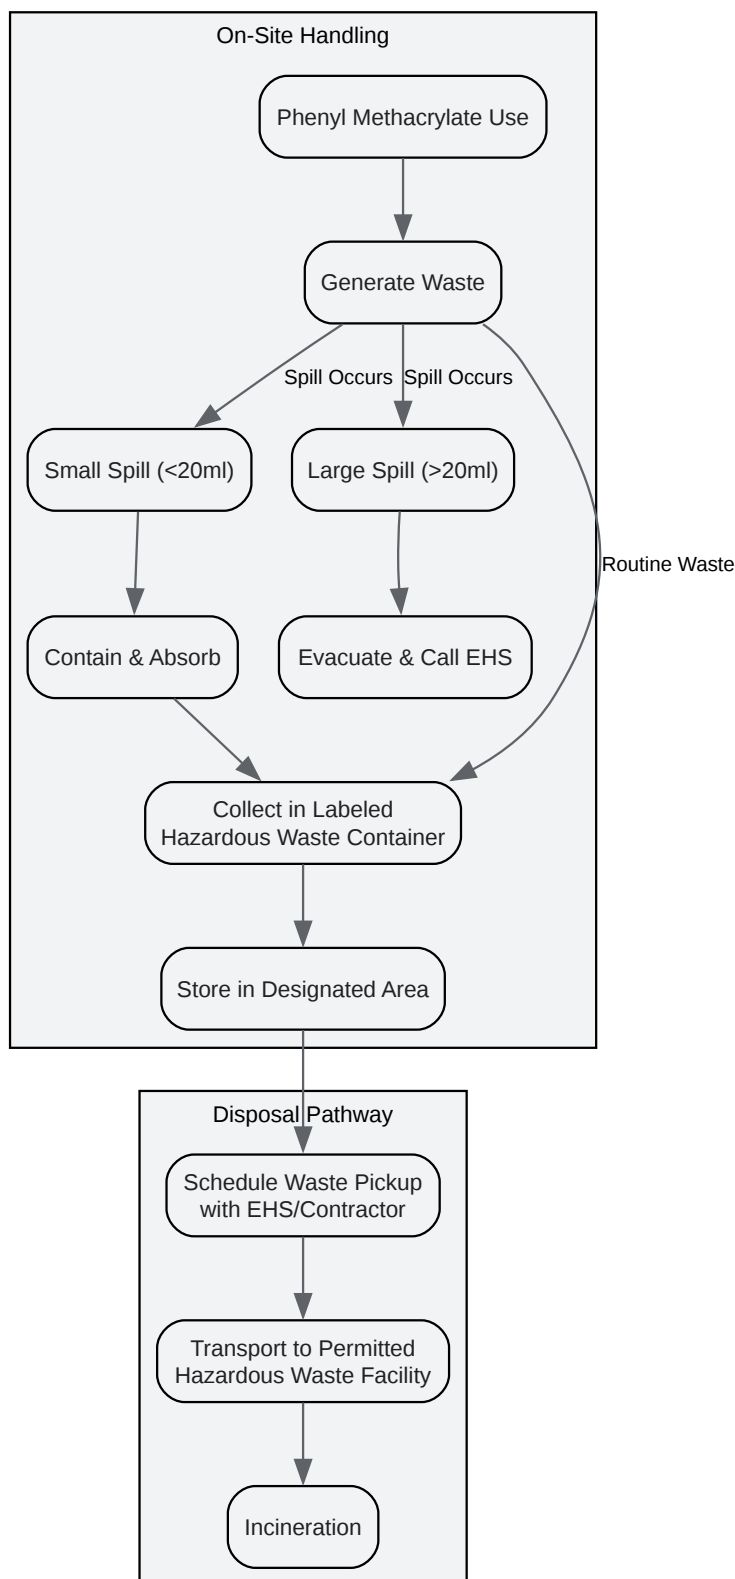 On-Site Handling
Phenyl Methacrylate Use
Generate Waste
Spill Occurs
Spill Occurs
Small Spill (<20ml)
Large Spill (>20ml)
Routine Waste
Contain & Absorb
Evacuate & Call EHS
Collect in Labeled
Hazardous Waste Container
Store in Designated Area
Disposal Pathway
Schedule Waste Pickup
with EHS/Contractor
Transport to Permitted
Hazardous Waste Facility
Incineration